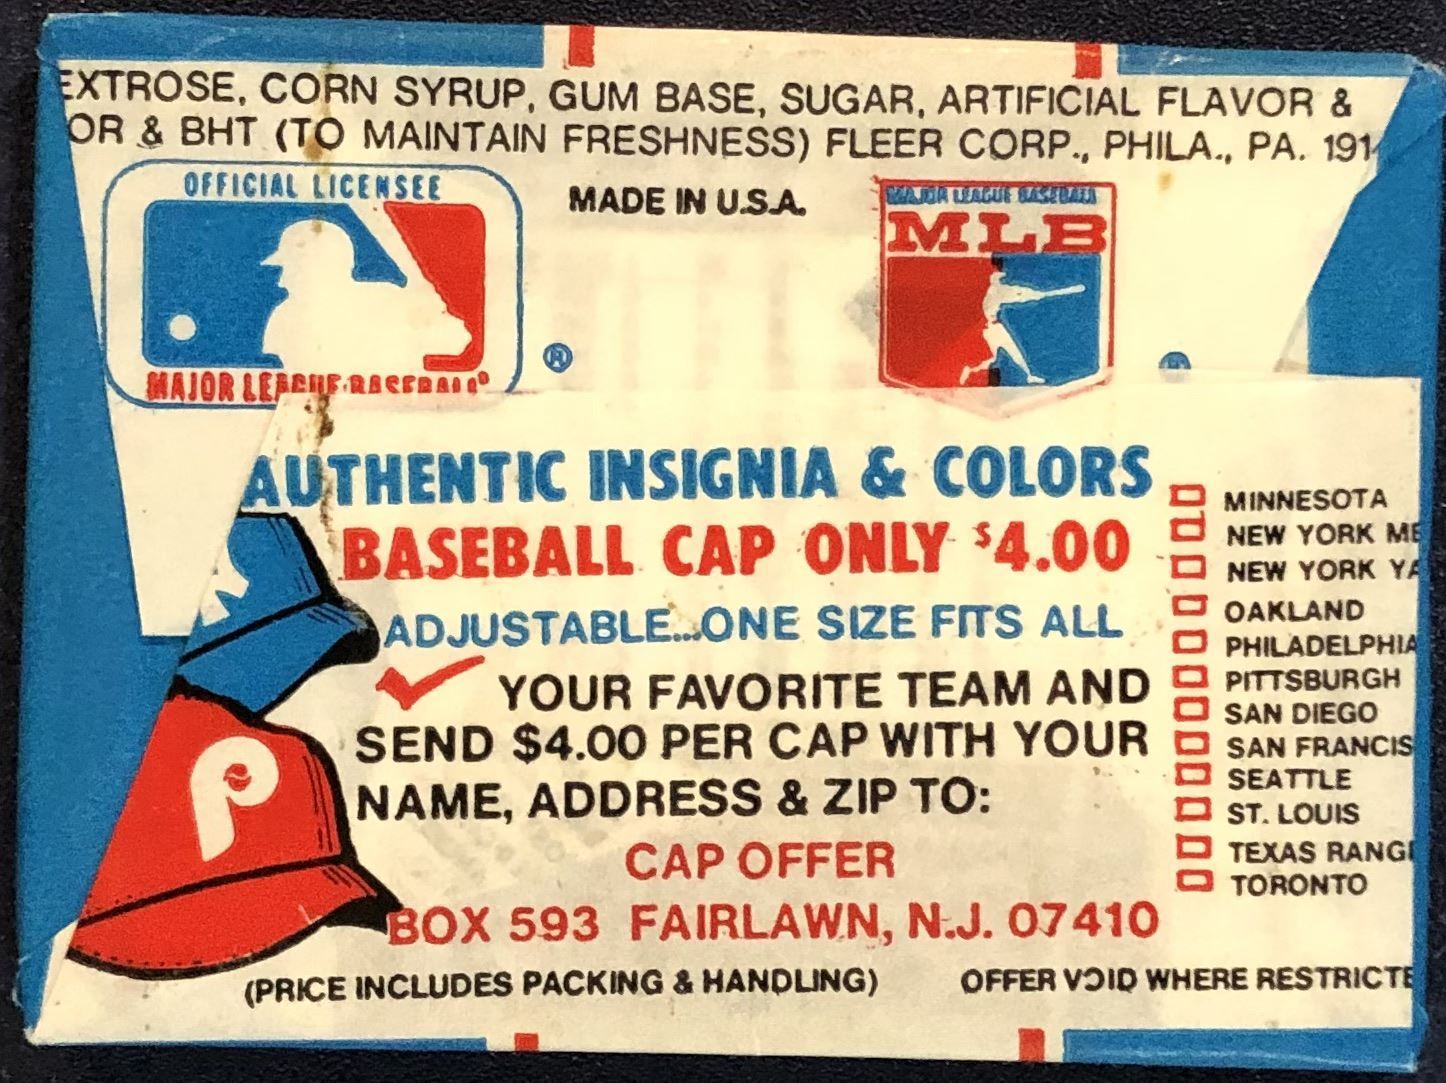 EXTROSE, CORN SYRUP, GUM BASE, SUGAR, ARTIFICIAL FLAVOR &
OR & BHT (TO MAINTAIN FRESHNESS) FLEER CORP., PHILA., PA. 191
OFFICIAL LICENSEE
MAJOR LEAGUE BASEBALL®
®
MADE IN U.S.A.
MAJOR LEAGUE BASEBALL
MLB
®
AUTHENTIC INSIGNIA & COLORS
BASEBALL CAP ONLY $4.00
ADJUSTABLE...ONE SIZE FITS ALL
YOUR FAVORITE TEAM AND
SEND $4.00 PER CAP WITH YOUR
NAME, ADDRESS & ZIP TO:
CAP OFFER
BOX 593 FAIRLAWN, N.J. 07410
(PRICE INCLUDES PACKING & HANDLING) OFFER VOID WHERE RESTRICTE
P
MINNESOTA
NEW YORK ME
NEW YORK YA
OAKLAND
PHILADELPHIA
PITTSBURGH
SAN DIEGO
SAN FRANCIS
SEATTLE
ST. LOUIS
TEXAS RANG
TORONTO